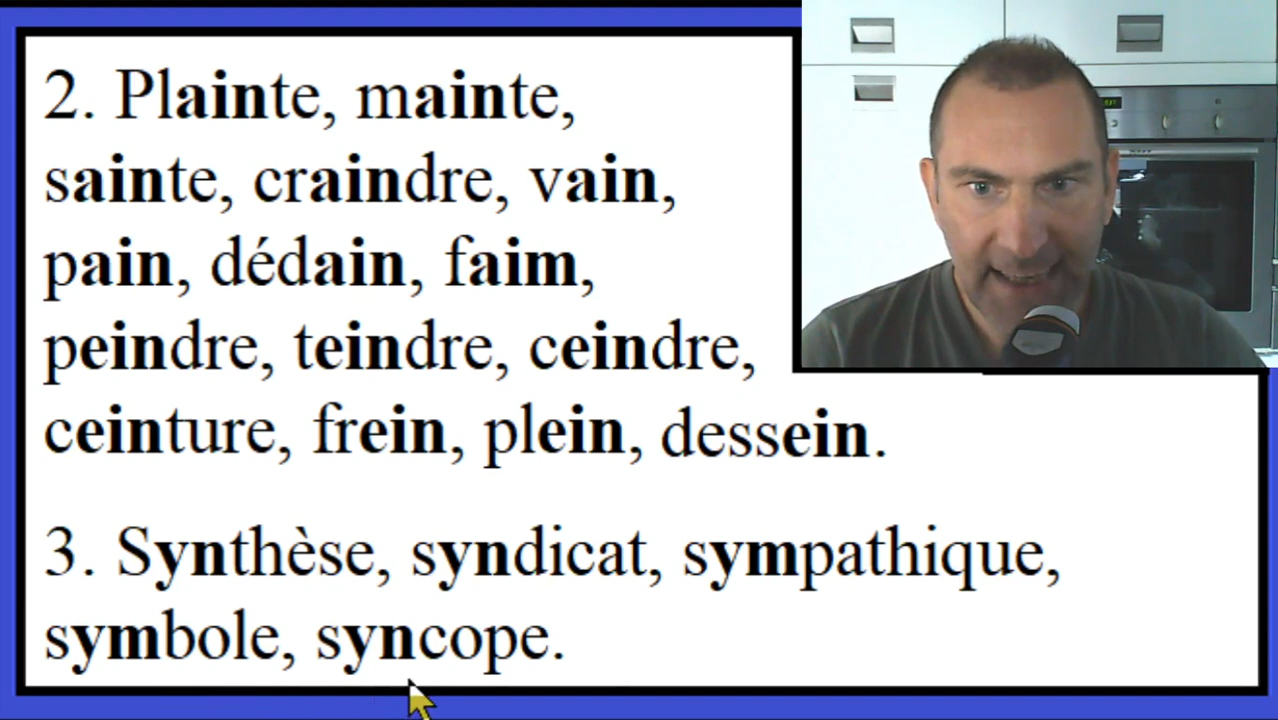 2. Plainte, mainte,
sainte, craindre, vain,
pain, dédain, faim,
peindre, teindre, ceindre,
ceinture, frein, plein, dessein.
3. Synthèse, syndicat, sympathique,
symbole, syncope.